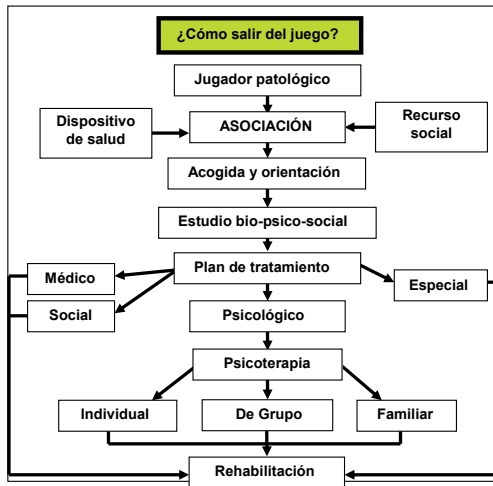 ¿Cómo salir del juego?
Jugador patológico
Dispositivo
de salud
ASOCIACIÓN
Recurso
social
Acogida y orientación
Estudio bio-psico-social
Médico
Plan de tratamiento
Especial
Social
Psicológico
Psicoterapia
Individual
De Grupo
Familiar
Rehabilitación